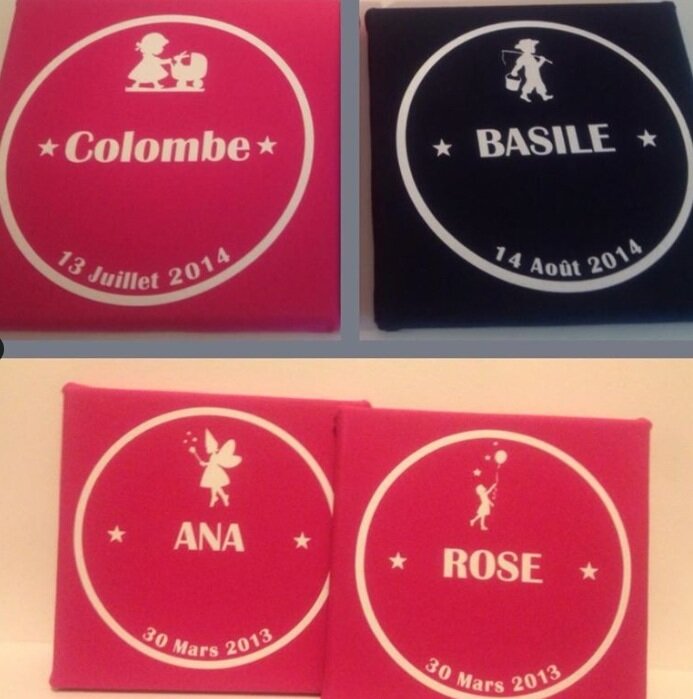 Colombe
13 Juillet 2014
BASILE
14 Août 2014
ANA
30 Mars 2013
ROSE
30 Mars 2013